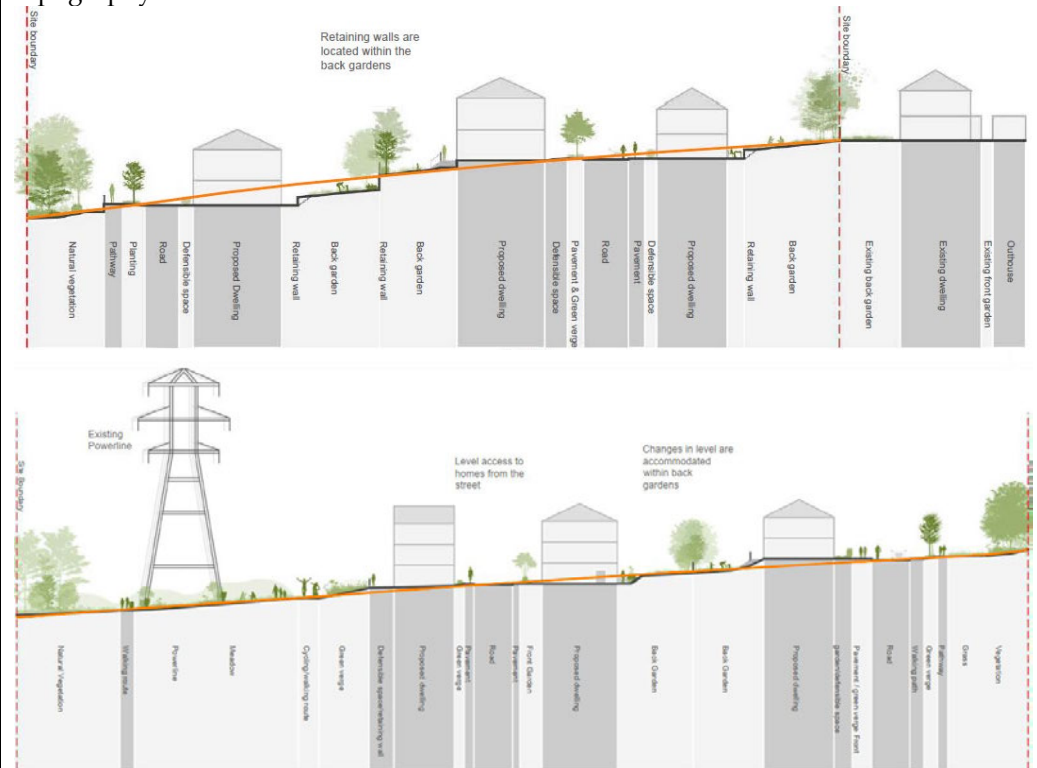 Site boundary
Site boundary
Retaining walls are
located within the
back gardens
Natural vegetation
Pathway
Planting
Road
Defensible space
Proposed Dwelling
Retaining wall
Back garden
Retaining wall
Back garden
Proposed dwelling
Defensible space
Pavement & Green verge
Road
Pavement
Defensible space
Proposed dwelling
Retaining wall
Back garden
Existing back garden
Existing dwelling
Existing front garden
Outhouse
Existing
Powerline
Level access to
homes from the
street
Changes in level are
accommodated
within back
gardens
Site Boundary
Natural Vegetation
Walking route
Powerline
Meadow
Cycling/walking route
Green verge
Defensible space/retaining wall
Proposed dwelling
Green verge
Pavement
Road
Pavement
Front Garden
Proposed dwelling
Back Garden
Back Garden
Proposed dwelling
garden/defensible space
Pavement / green verge Front
Road
Walking path
Green verge
Pathway
Grass
Vegetation